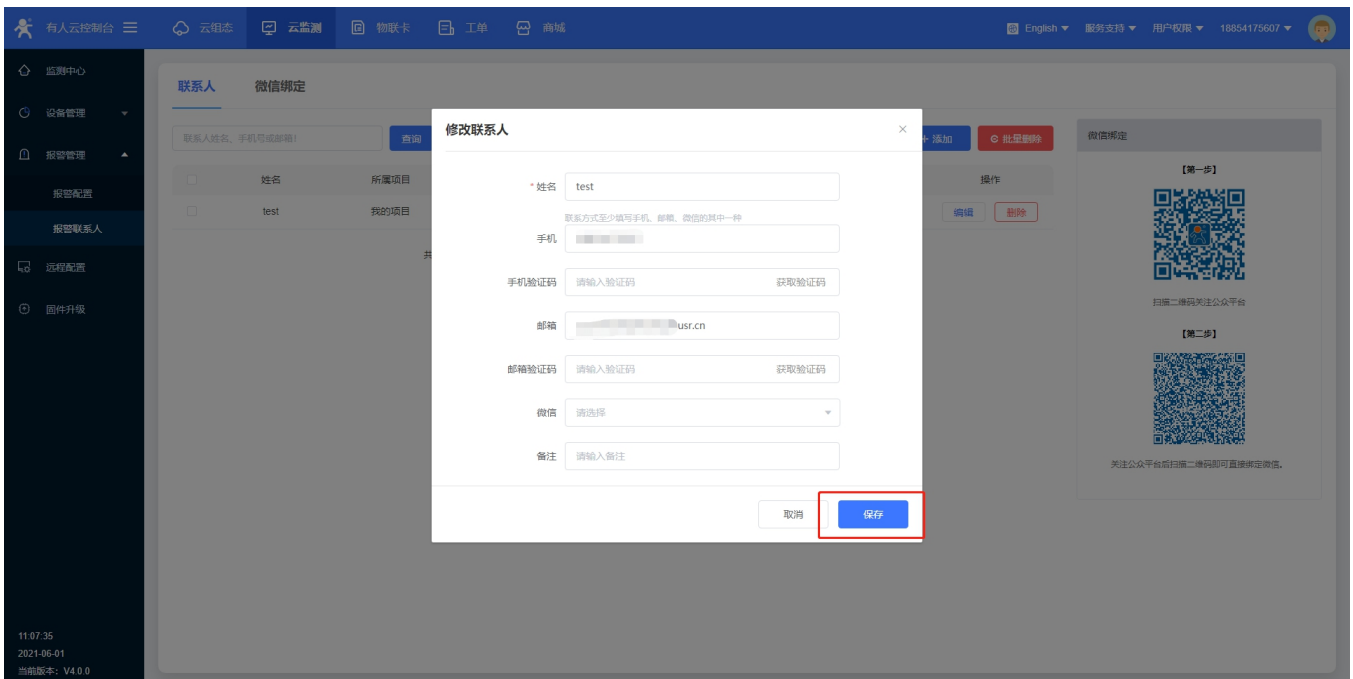 有人云控制台
云组态
云监测
物联卡
工单
商城
English
服务支持
用户权限
18854175607
监测中心
设备管理
报警管理
报警配置
报警联系人
远程配置
固件升级
11:07:35
2021-06-01
当前版本：V4.0.0
联系人
微信绑定
联系人姓名、手机号或邮箱!
查询
+ 添加
批量删除
姓名
所属项目
操作
test
我的项目
编辑
删除
共
修改联系人
* 姓名
test
联系方式至少填写手机、邮箱、微信的其中一种
手机
手机验证码
请输入验证码
获取验证码
邮箱
usr.cn
邮箱验证码
请输入验证码
获取验证码
微信
请选择
备注
请输入备注
取消
保存
微信绑定
【第一步】
扫描二维码关注公众平台
【第二步】
关注公众平台后扫描二维码即可直接绑定微信。